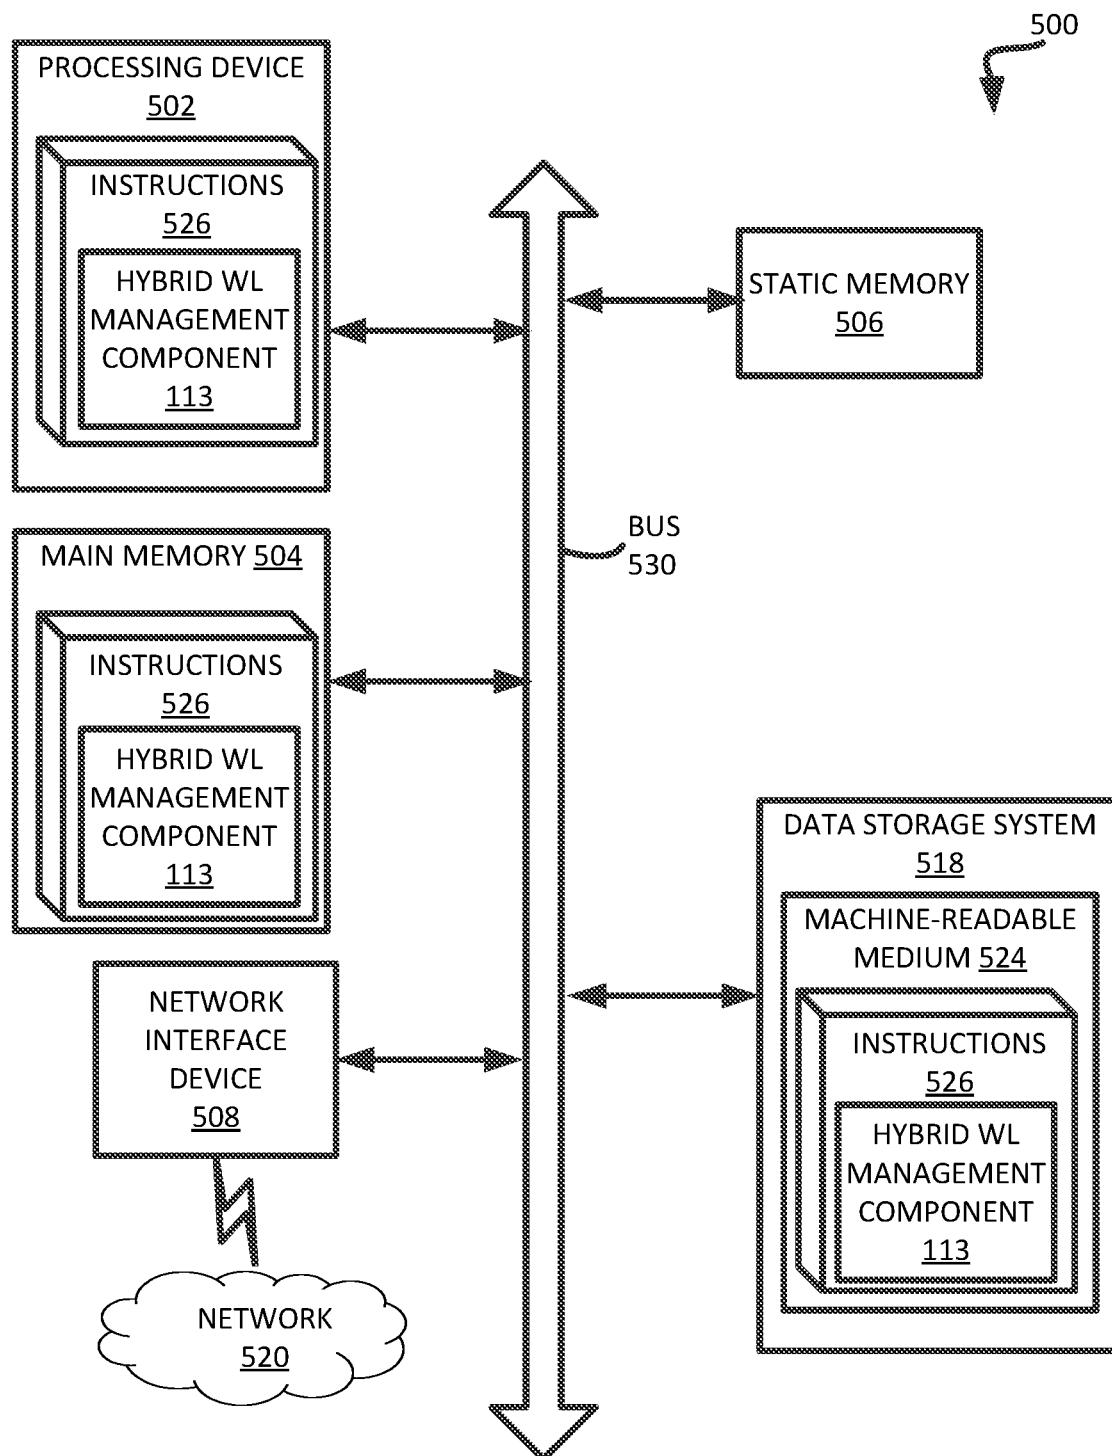 500
PROCESSING DEVICE
502
INSTRUCTIONS
526
HYBRID WL
MANAGEMENT
COMPONENT
113
STATIC MEMORY
506
BUS
530
MAIN MEMORY 504
INSTRUCTIONS
526
HYBRID WL
MANAGEMENT
COMPONENT
113
DATA STORAGE SYSTEM
518
MACHINE-READABLE
MEDIUM 524
INSTRUCTIONS
526
HYBRID WL
MANAGEMENT
COMPONENT
113
NETWORK
INTERFACE
DEVICE
508
NETWORK
520